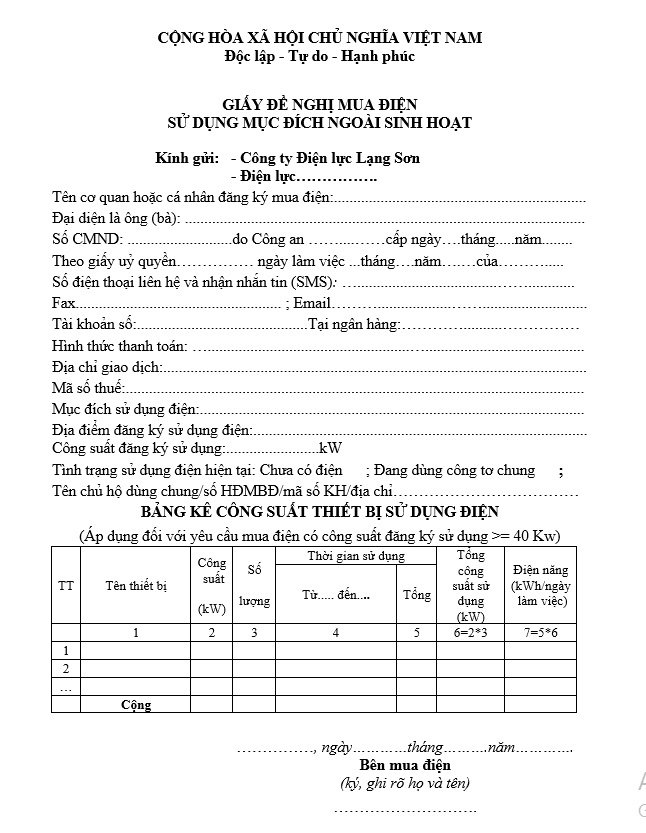 CỘNG HÒA XÃ HỘI CHỦ NGHĨA VIỆT NAM
Độc lập - Tự do - Hạnh phúc
GIẤY ĐỀ NGHỊ MUA ĐIỆN
SỬ DỤNG MỤC ĐÍCH NGOÀI SINH HOẠT
Kính gửi: - Công ty Điện lực Lạng Sơn
- Điện lực…………….
Tên cơ quan hoặc cá nhân đăng ký mua điện:...............................................................
Đại diện là ông (bà): ..........................................................................................................
Số CMND: ............................do Công an …….……cấp ngày….tháng.....năm........
Theo giấy uỷ quyền…………… ngày làm việc ...tháng….năm…….của……….....
Số điện thoại liên hệ và nhận nhắn tin (SMS): …......................................…...................
Fax....................................................... ; Email……...................................................
Tài khoản số:.............................................Tại ngân hàng:………….…………………
Hình thức thanh toán: …....................................................................................................
Địa chỉ giao dịch:................................................................................................................
Mã số thuế:.........................................................................................................................
Mục đích sử dụng điện:......................................................................................................
Địa điểm đăng ký sử dụng điện:........................................................................................
Công suất đăng ký sử dụng:.........................kW
Tình trạng sử dụng điện hiện tại: Chưa có điện ; Đang dùng công tơ chung ;
Tên chủ hộ dùng chung/số HĐMBĐ/mã số KH/địa chỉ………………………………
BẢNG KÊ CÔNG SUẤT THIẾT BỊ SỬ DỤNG ĐIỆN
(Áp dụng đối với yêu cầu mua điện có công suất đăng ký sử dụng >= 40 Kw)
TT Tên thiết bị Công suất (kW) Số lượng Thời gian sử dụng Tổng công suất sử dụng (kW) Điện năng (kWh/ngày làm việc)
Từ..... đến.... Tổng
1 2 3 4 5 6=2*3 7=5*6
1
2
…
Cộng
……………, ngày…………tháng……….năm………….
Bên mua điện
(ký, ghi rõ họ và tên)
……………………….